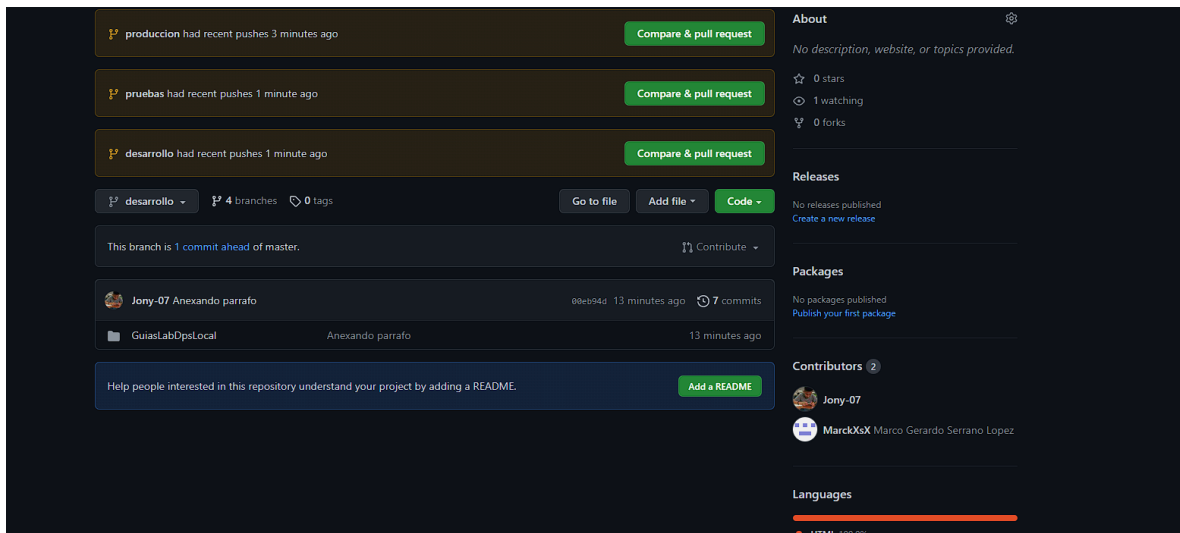 produccion had recent pushes 3 minutes ago
Compare & pull request
pruebas had recent pushes 1 minute ago
Compare & pull request
desarrollo had recent pushes 1 minute ago
Compare & pull request
desarrollo
4 branches
0 tags
Go to file
Add file
Code
This branch is 1 commit ahead of master.
Contribute
Jony-07 Anexando parrafo
00eb94d 13 minutes ago
7 commits
GuiasLabDpsLocal
Anexando parrafo
13 minutes ago
Help people interested in this repository understand your project by adding a README.
Add a README
About
No description, website, or topics provided.
0 stars
1 watching
0 forks
Releases
No releases published
Create a new release
Packages
No packages published
Publish your first package
Contributors 2
Jony-07
MarckXsX Marco Gerardo Serrano Lopez
Languages